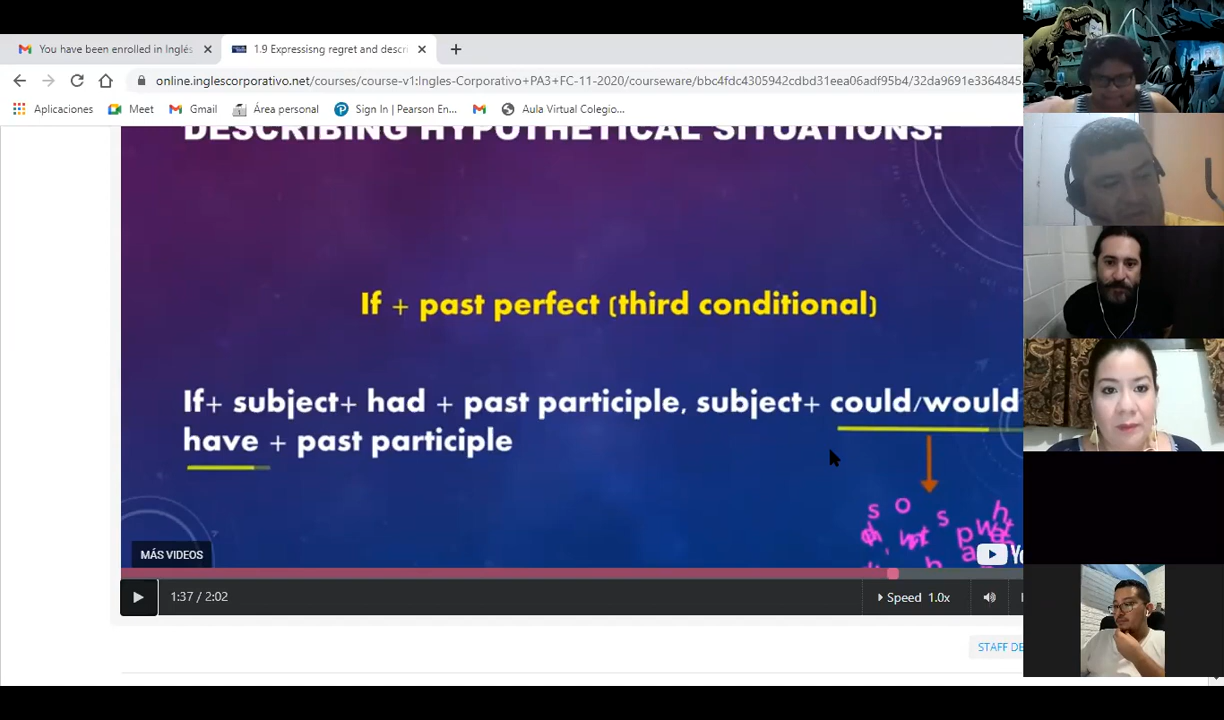 You have been enrolled in Inglés
1.9 Expressisng regret and descri
online.inglescorporativo.net/courses/course-v1:Ingles-Corporativo+PA3+FC-11-2020/courseware/bbc4fdc4305942cdbd31eea06adf95b4/32da9691e3364845
Aplicaciones Meet Gmail Área personal Sign In | Pearson En... Aula Virtual Colegio...
DESCRIBING HYPOTHETICAL SITUATIONS:
If + past perfect (third conditional)
If+ subject+ had + past participle, subject+ could/would
have + past participle
MÁS VIDEOS
1:37 / 2:02
Speed 1.0x
STAFF DE